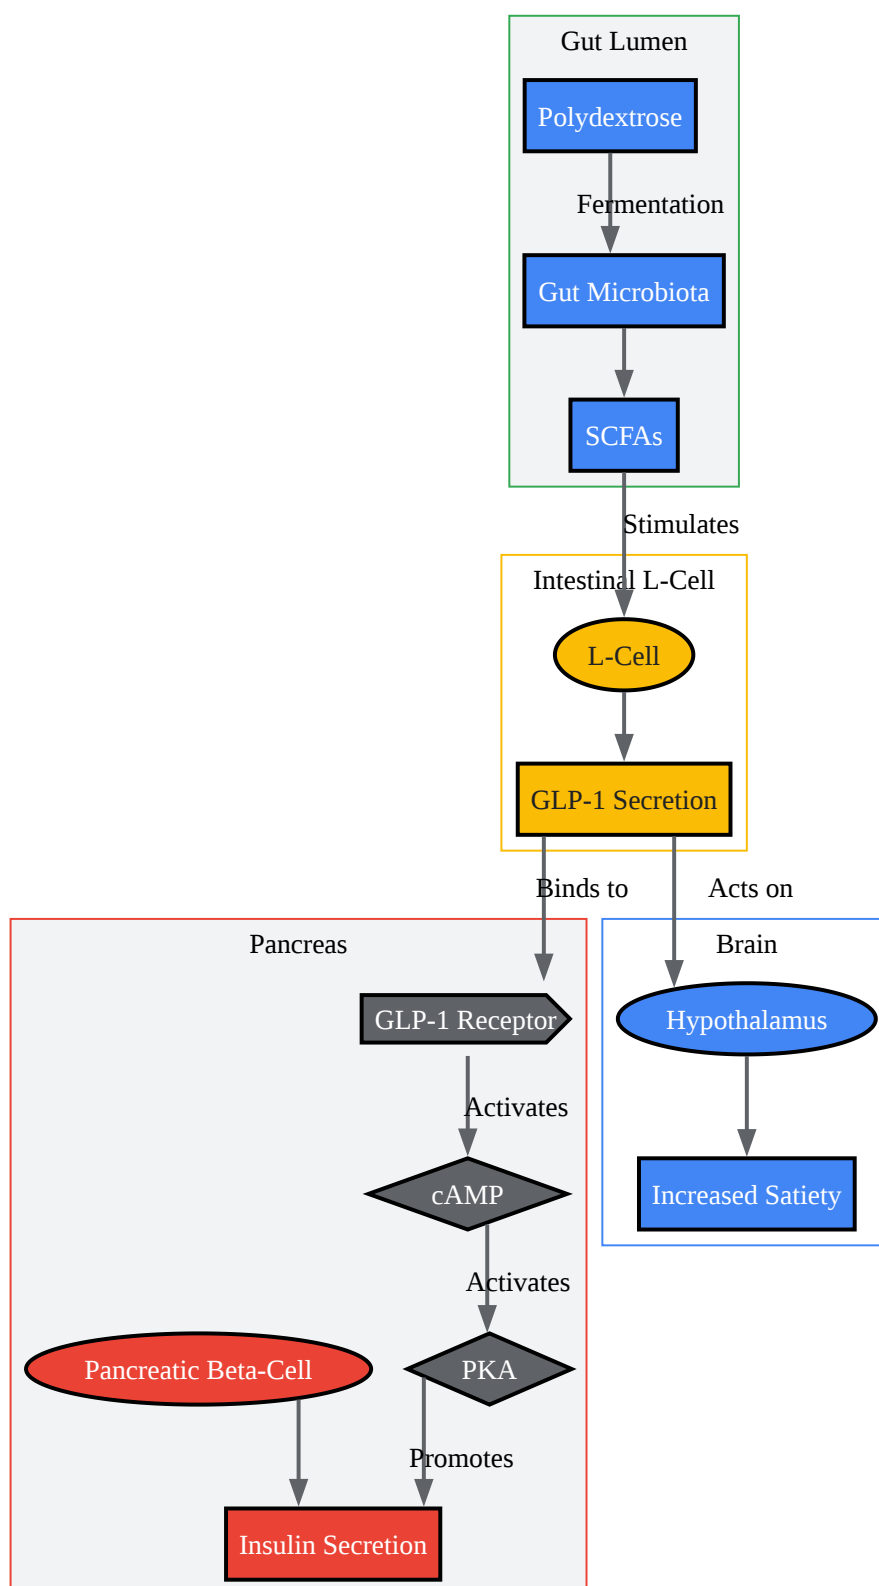 Gut Lumen
Polydextrose
Fermentation
Gut Microbiota
SCFAs
Stimulates
Intestinal L-Cell
L-Cell
GLP-1 Secretion
Binds to
Acts on
Pancreas
Brain
GLP-1 Receptor
Hypothalamus
Activates
cAMP
Increased Satiety
Activates
Pancreatic Beta-Cell
PKA
Promotes
Insulin Secretion